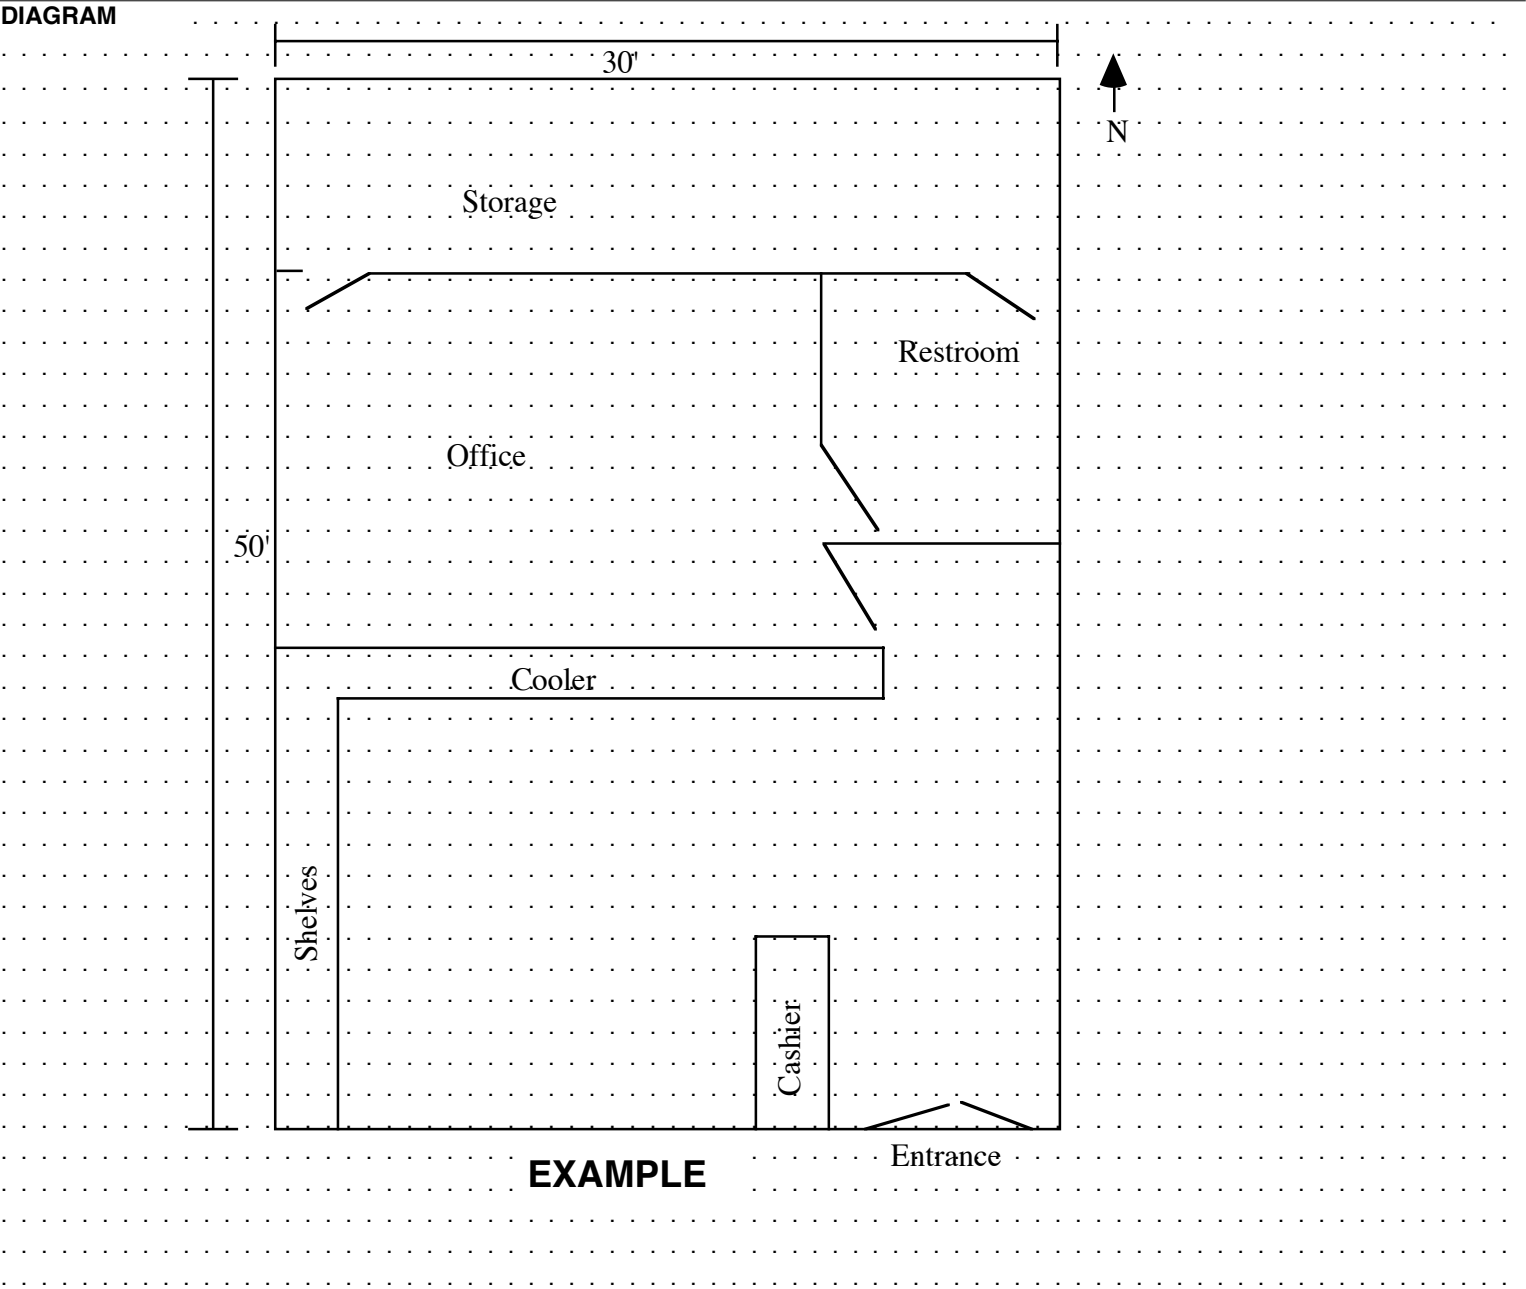 DIAGRAM
30'
N
Storage
Restroom
Office
50'
Cooler
Shelves
Cashier
Entrance
EXAMPLE